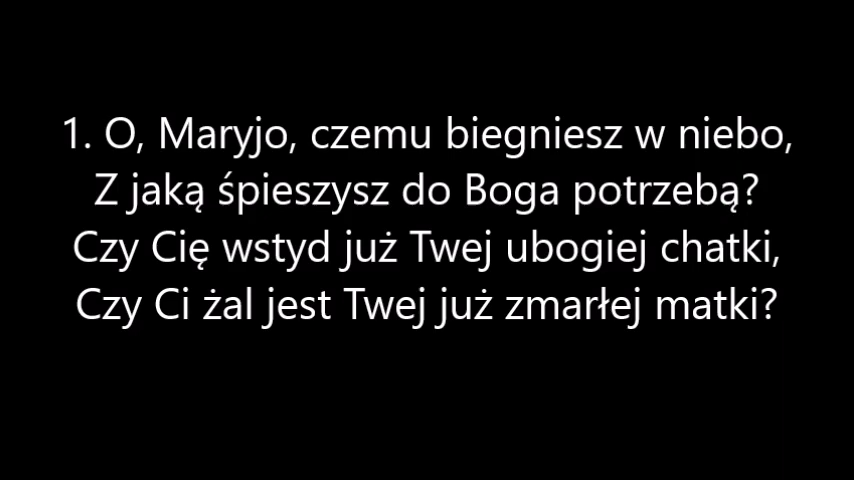 1. O, Maryjo, czemu biegniesz w niebo,
Z jaką śpieszysz do Boga potrzebą?
Czy Cię wstyd już Twej ubogiej chatki,
Czy Ci żal jest Twej już zmarłej matki?